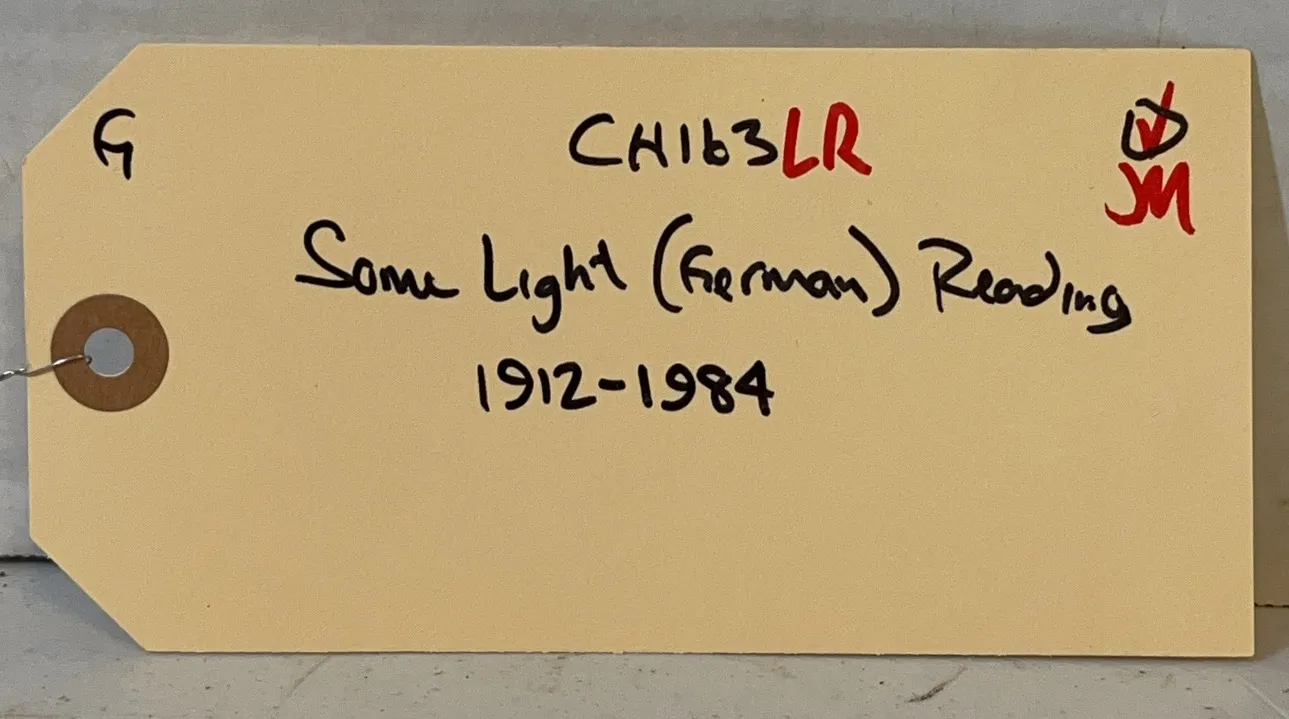 G CH163LR
JM
Some Light (German) Reading
1912-1984